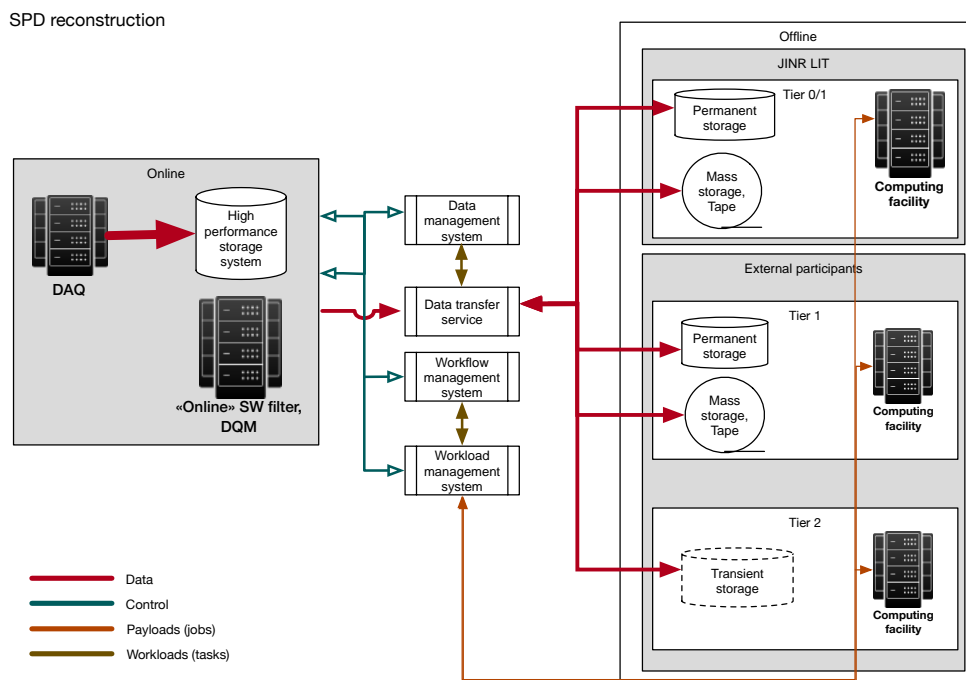 SPD reconstruction
Offline
JINR LIT
Tier 0/1
Permanent
storage
Mass
storage,
Tape
Computing
facility
Online
High
performance
storage
system
DAQ
«Online» SW filter,
DQM
Data
management
system
Data transfer
service
Workflow
management
system
Workload
management
system
External participants
Tier 1
Permanent
storage
Mass
storage,
Tape
Computing
facility
Tier 2
Transient
storage
Computing
facility
Data
Control
Payloads (jobs)
Workloads (tasks)